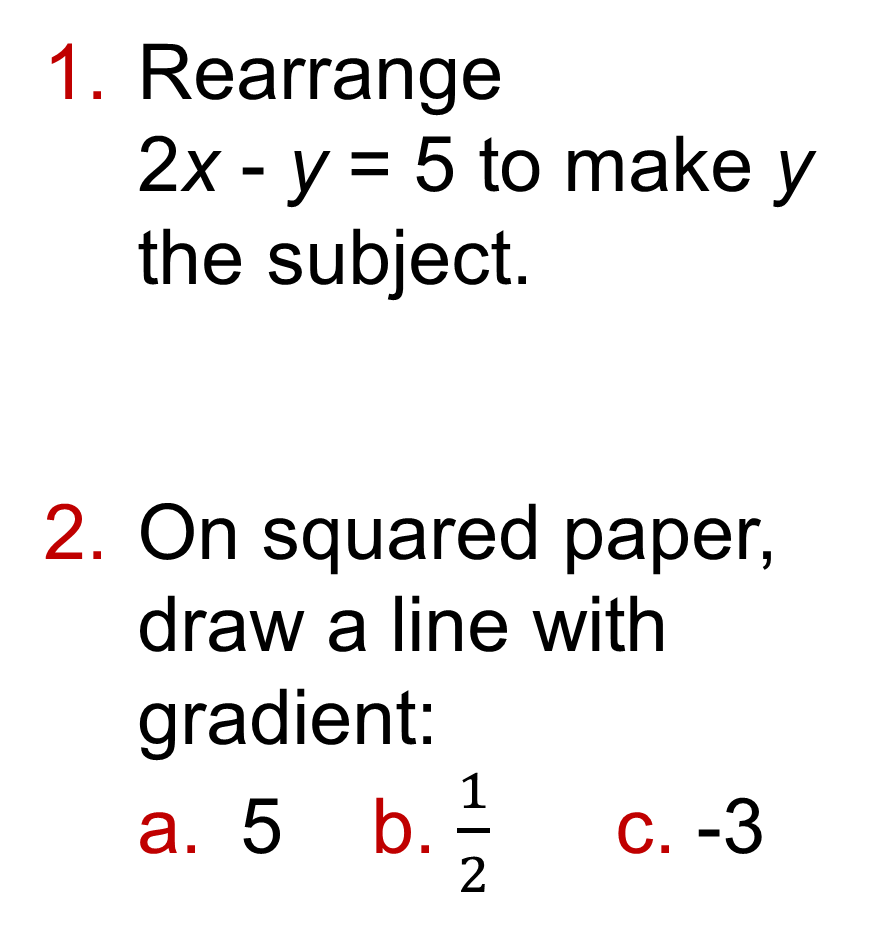 1. Rearrange
2x - y = 5 to make y
the subject.
2. On squared paper,
draw a line with
gradient:
a. 5 b. 1/2 c. -3